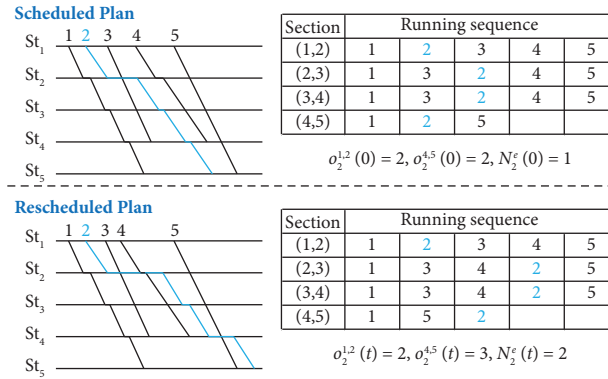 Scheduled Plan
1 2 3 4 5
St₁
St₂
St₃
St₄
St₅
Section Running sequence
(1,2) 1 2 3 4 5
(2,3) 1 3 2 4 5
(3,4) 1 3 2 4 5
(4,5) 1 2 5
o₂^{1,2}(0) = 2, o₂^{4,5}(0) = 2, N₂^e(0) = 1
Rescheduled Plan
1 2 3 4 5
St₁
St₂
St₃
St₄
St₅
Section Running sequence
(1,2) 1 2 3 4 5
(2,3) 1 3 4 2 5
(3,4) 1 3 4 2 5
(4,5) 1 5 2
o₂^{1,2}(t) = 2, o₂^{4,5}(t) = 3, N₂^e(t) = 2